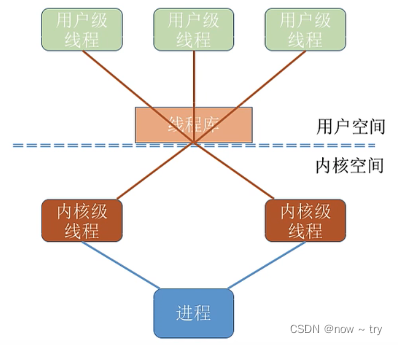 用户级 用户级 用户级
线程 线程 线程
线程库
用户空间
内核空间
内核级 内核级
线程 线程
进程
CSDN @now ~ try